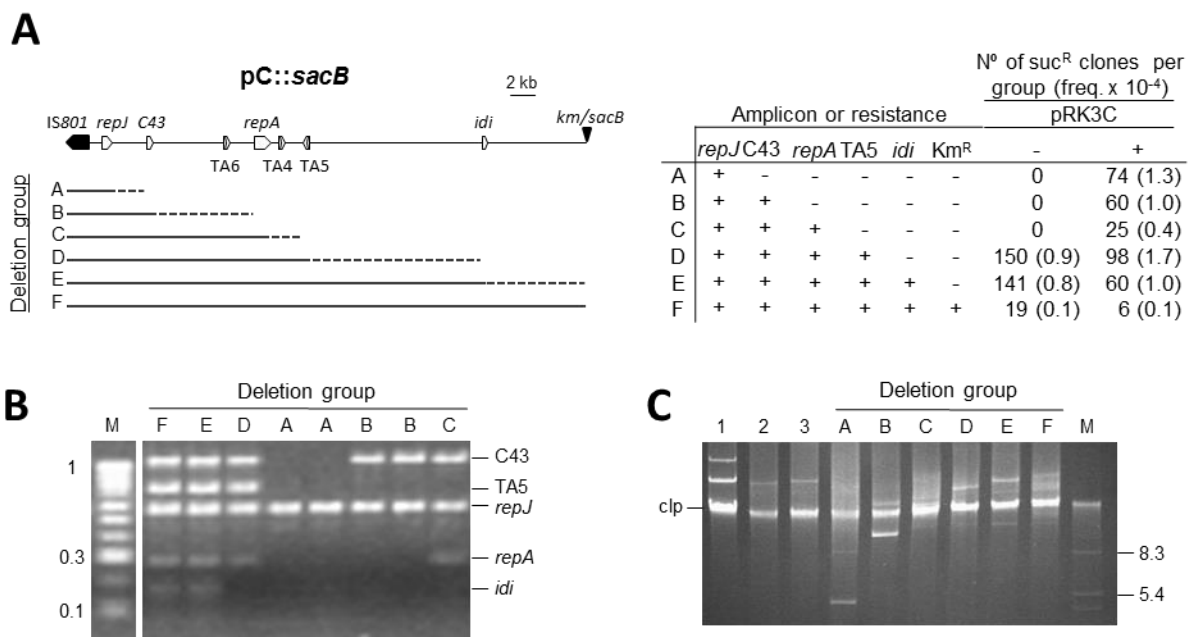 A
pC::sacB
2 kb
IS801 repJ C43 repA idi km/sacB
TA6 TA4 TA5
Deletion group
A
B
C
D
E
F
Nº of sucᴿ clones per
group (freq. x 10⁻⁴)
Amplicon or resistance pRK3C
repJ C43 repA TA5 idi Kmᴿ - +
A + - - - - - 0 74 (1.3)
B + + - - - - 0 60 (1.0)
C + + + - - - 0 25 (0.4)
D + + + + - - 150 (0.9) 98 (1.7)
E + + + + + - 141 (0.8) 60 (1.0)
F + + + + + + 19 (0.1) 6 (0.1)
B
Deletion group
M F E D A A B B C
1
0.3
0.1
C43
TA5
repJ
repA
idi
C
Deletion group
1 2 3 A B C D E F M
clp
8.3
5.4